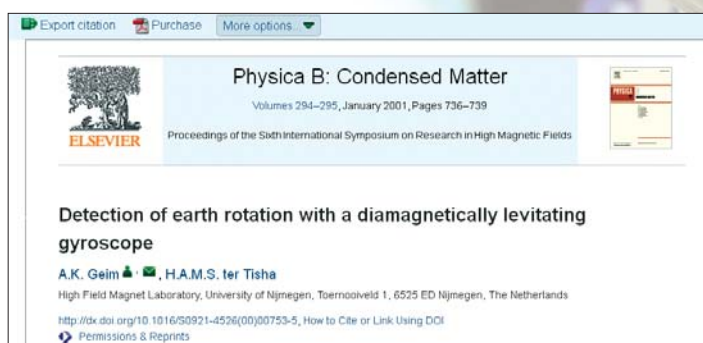 Export citation Purchase More options...
Physica B: Condensed Matter
Volumes 294–295, January 2001, Pages 736–739
Proceedings of the Sixth International Symposium on Research in High Magnetic Fields
ELSEVIER
PHYSICA
Detection of earth rotation with a diamagnetically levitating
gyroscope
A.K. Geim, H.A.M.S. ter Tisha
High Field Magnet Laboratory, University of Nijmegen, Toernooiveld 1, 6525 ED Nijmegen, The Netherlands
http://dx.doi.org/10.1016/S0921-4526(00)00753-5, How to Cite or Link Using DOI
Permissions & Reprints